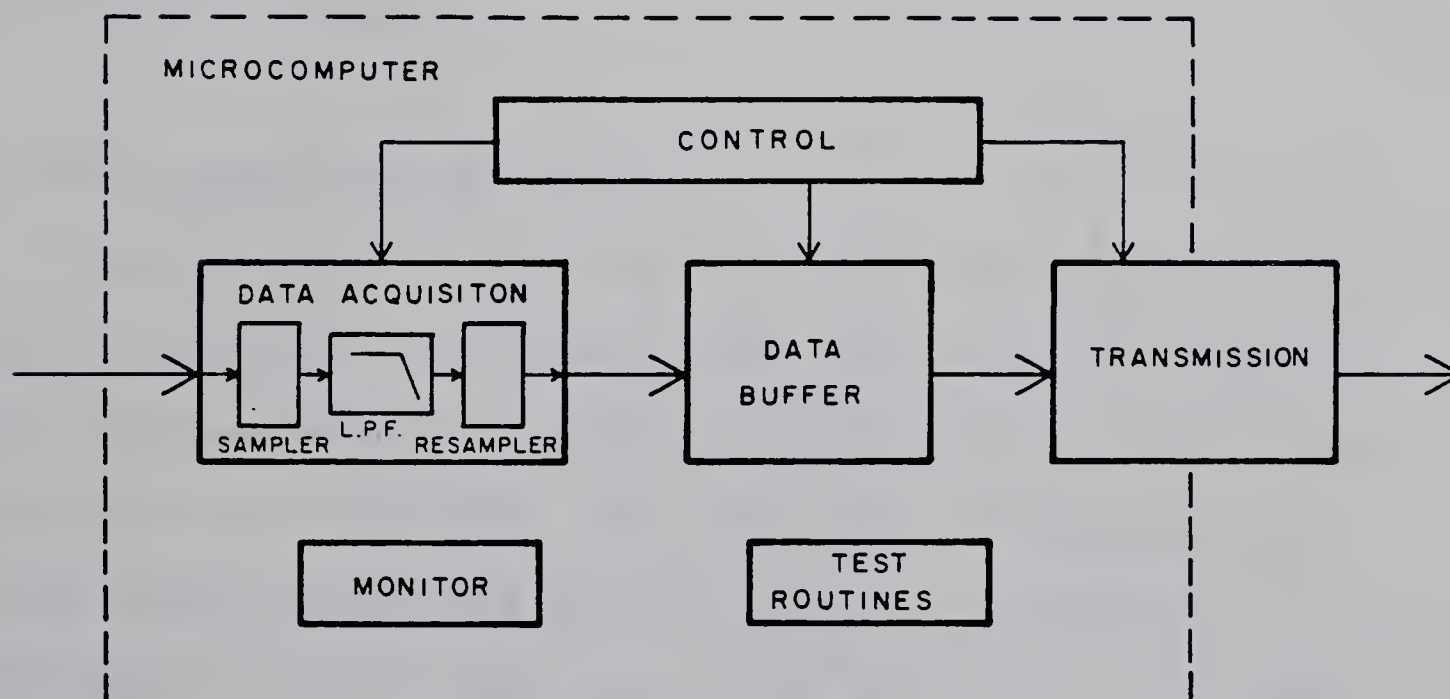 MICROCOMPUTER
CONTROL
DATA ACQUISITON
SAMPLER
L.P.F.
RESAMPLER
DATA
BUFFER
TRANSMISSION
MONITOR
TEST
ROUTINES